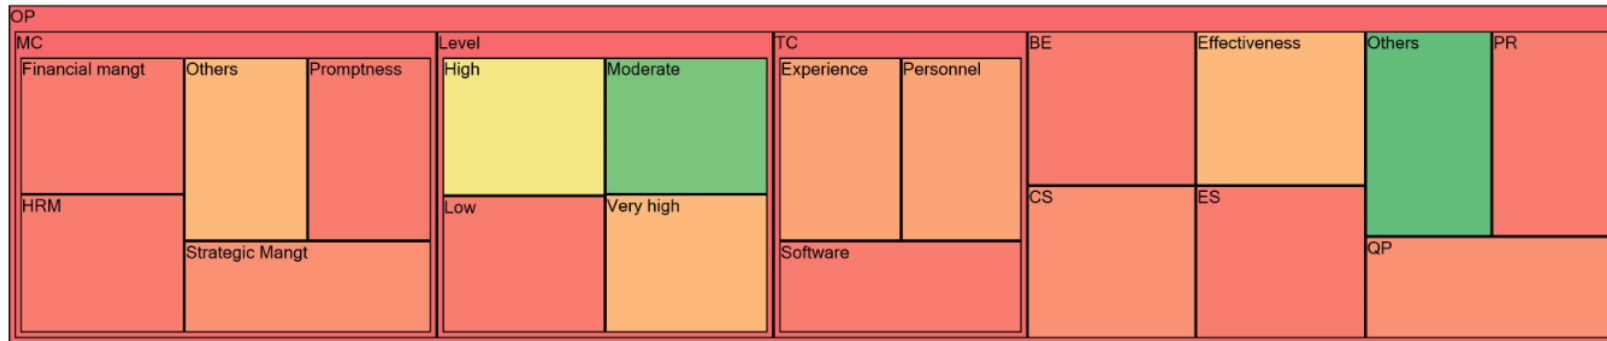 OP
MC
Financial mangt
Others
Promptness
HRM
Strategic Mangt
Level
High
Moderate
Low
Very high
TC
Experience
Personnel
Software
BE
Effectiveness
Others
PR
CS
ES
QP